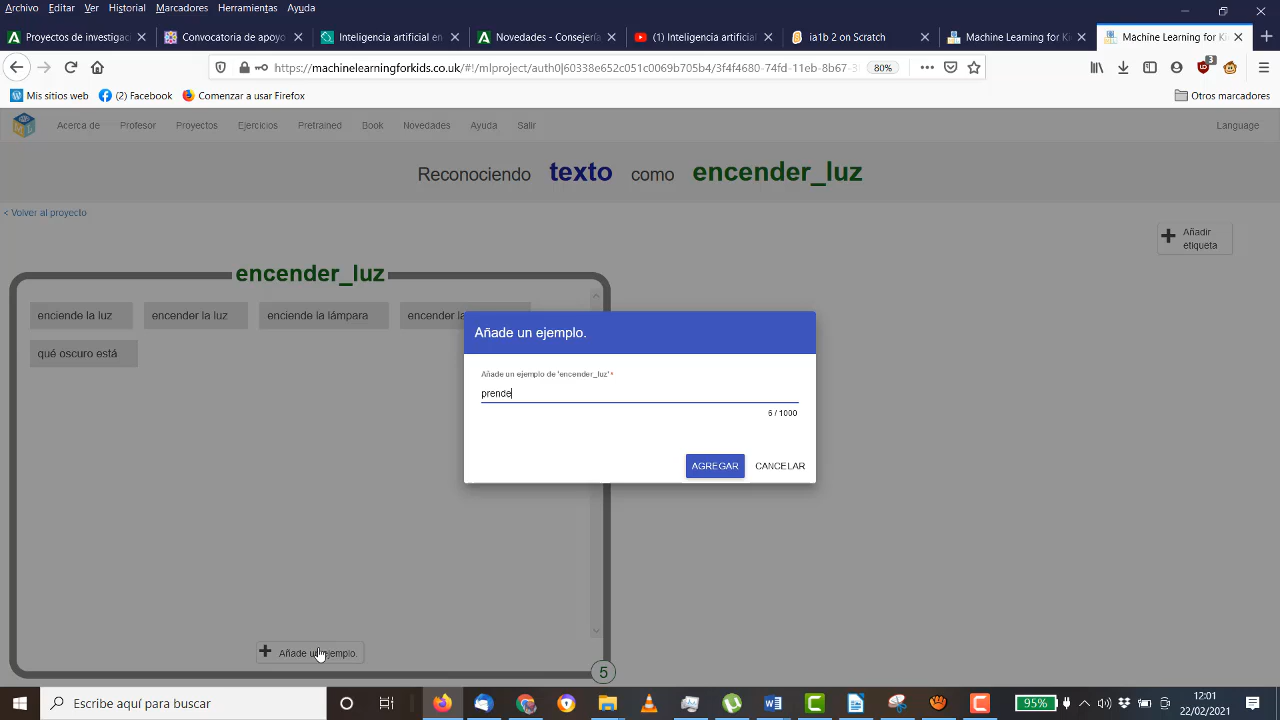 Archivo Editar Ver Historial Marcadores Herramientas Ayuda
Proyectos de investigac Convocatoria de apoyo Inteligencia artificial en Novedades - Consejería (1) Inteligencia artificial ia1b 2 on Scratch Machine Learning for Ki Machine Learning for Ki
https://machinelearningforkids.co.uk/#!/mlproject/auth0|60338e652c051c0069b705b4/3f4f4680-74fd-11eb-8b67-3 80% 3
Mis sitios web (2) Facebook Comenzar a usar Firefox Otros marcadores
Acerca de Profesor Proyectos Ejercicios Pretrained Book Novedades Ayuda Salir Language
Reconociendo texto como encender_luz
< Volver al proyecto
Añadir
etiqueta
encender_luz
enciende la luz encender la luz enciende la lámpara encender la
qué oscuro está
Añade un ejemplo.
Añade un ejemplo de 'encender_luz'*
prende
6 / 1000
AGREGAR CANCELAR
Añade un ejemplo.
5
Escribe aquí para buscar 95% 12:01
22/02/2021